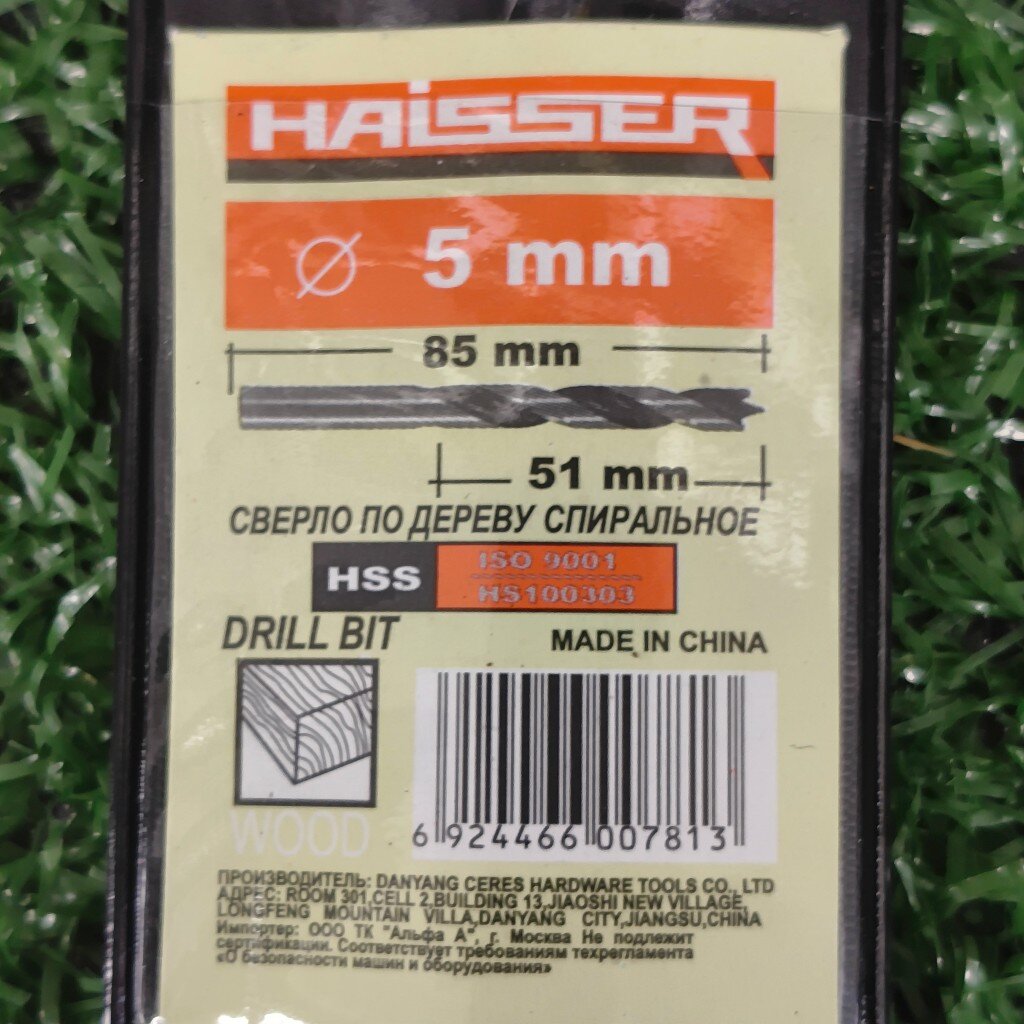 HAiSSER
Ø 5 mm
85 mm
51 mm
СВЕРЛО ПО ДЕРЕВУ СПИРАЛЬНОЕ
HSS
ISO 9001
HS100303
DRILL BIT
MADE IN CHINA
WOOD
6 924466 007813
ПРОИЗВОДИТЕЛЬ: DANYANG CERES HARDWARE TOOLS CO., LTD
АДРЕС: ROOM 301,CELL 2,BUILDING 13,JIAOSHI NEW VILLAGE,
LONGFENG MOUNTAIN VILLA,DANYANG CITY,JIANGSU,CHINA
Импортер: ООО ТК "Альфа А", г. Москва Не подлежит
сертификации. Соответствует требованиям техрегламента
«О безопасности машин и оборудования»